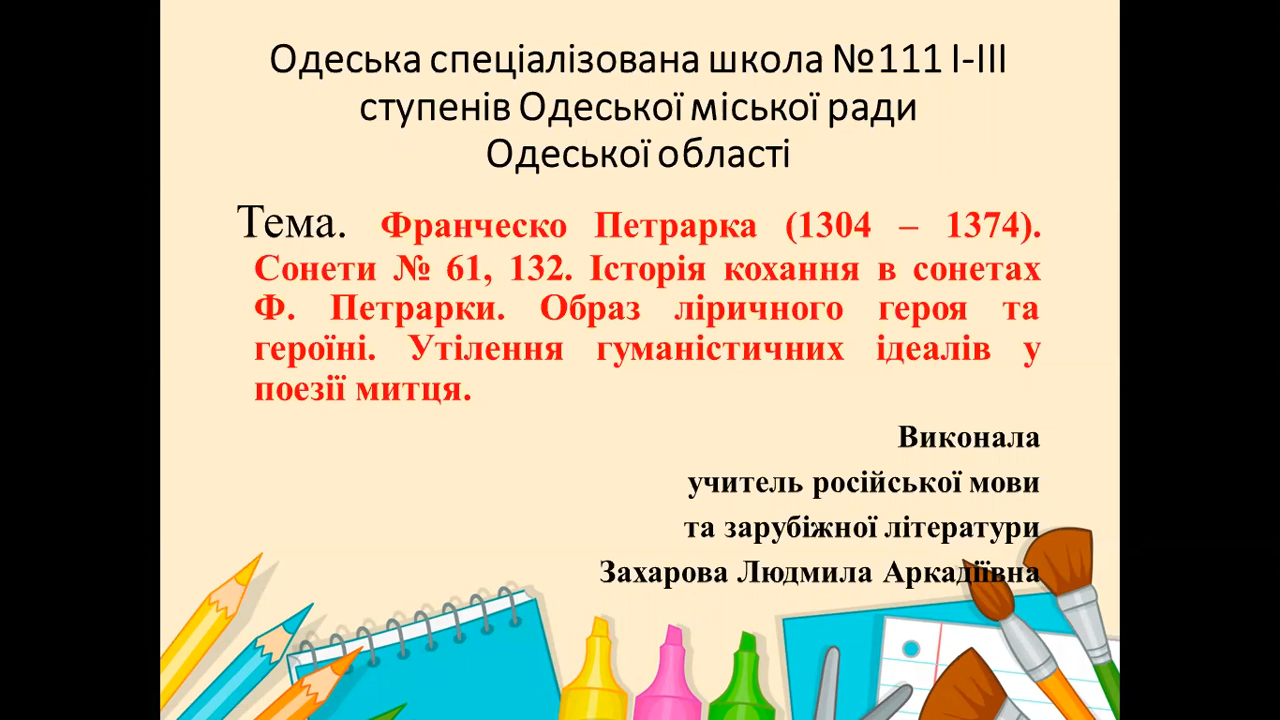 Одеська спеціалізована школа №111 І-ІІІ
ступенів Одеської міської ради
Одеської області
Тема. Франческо Петрарка (1304 – 1374).
Сонети № 61, 132. Історія кохання в сонетах
Ф. Петрарки. Образ ліричного героя та
героїні. Утілення гуманістичних ідеалів у
поезії митця.
Виконала
учитель російської мови
та зарубіжної літератури
Захарова Людмила Аркадіївна